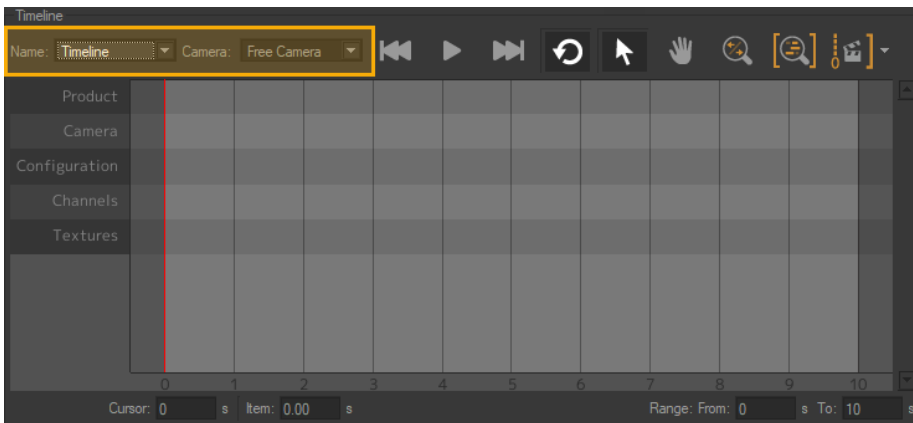 Timeline
Name: Timeline Camera: Free Camera
0
Product
Camera
Configuration
Channels
Textures
0 1 2 3 4 5 6 7 8 9 10
Cursor: 0 s Item: 0.00 s Range: From: 0 s To: 10 s